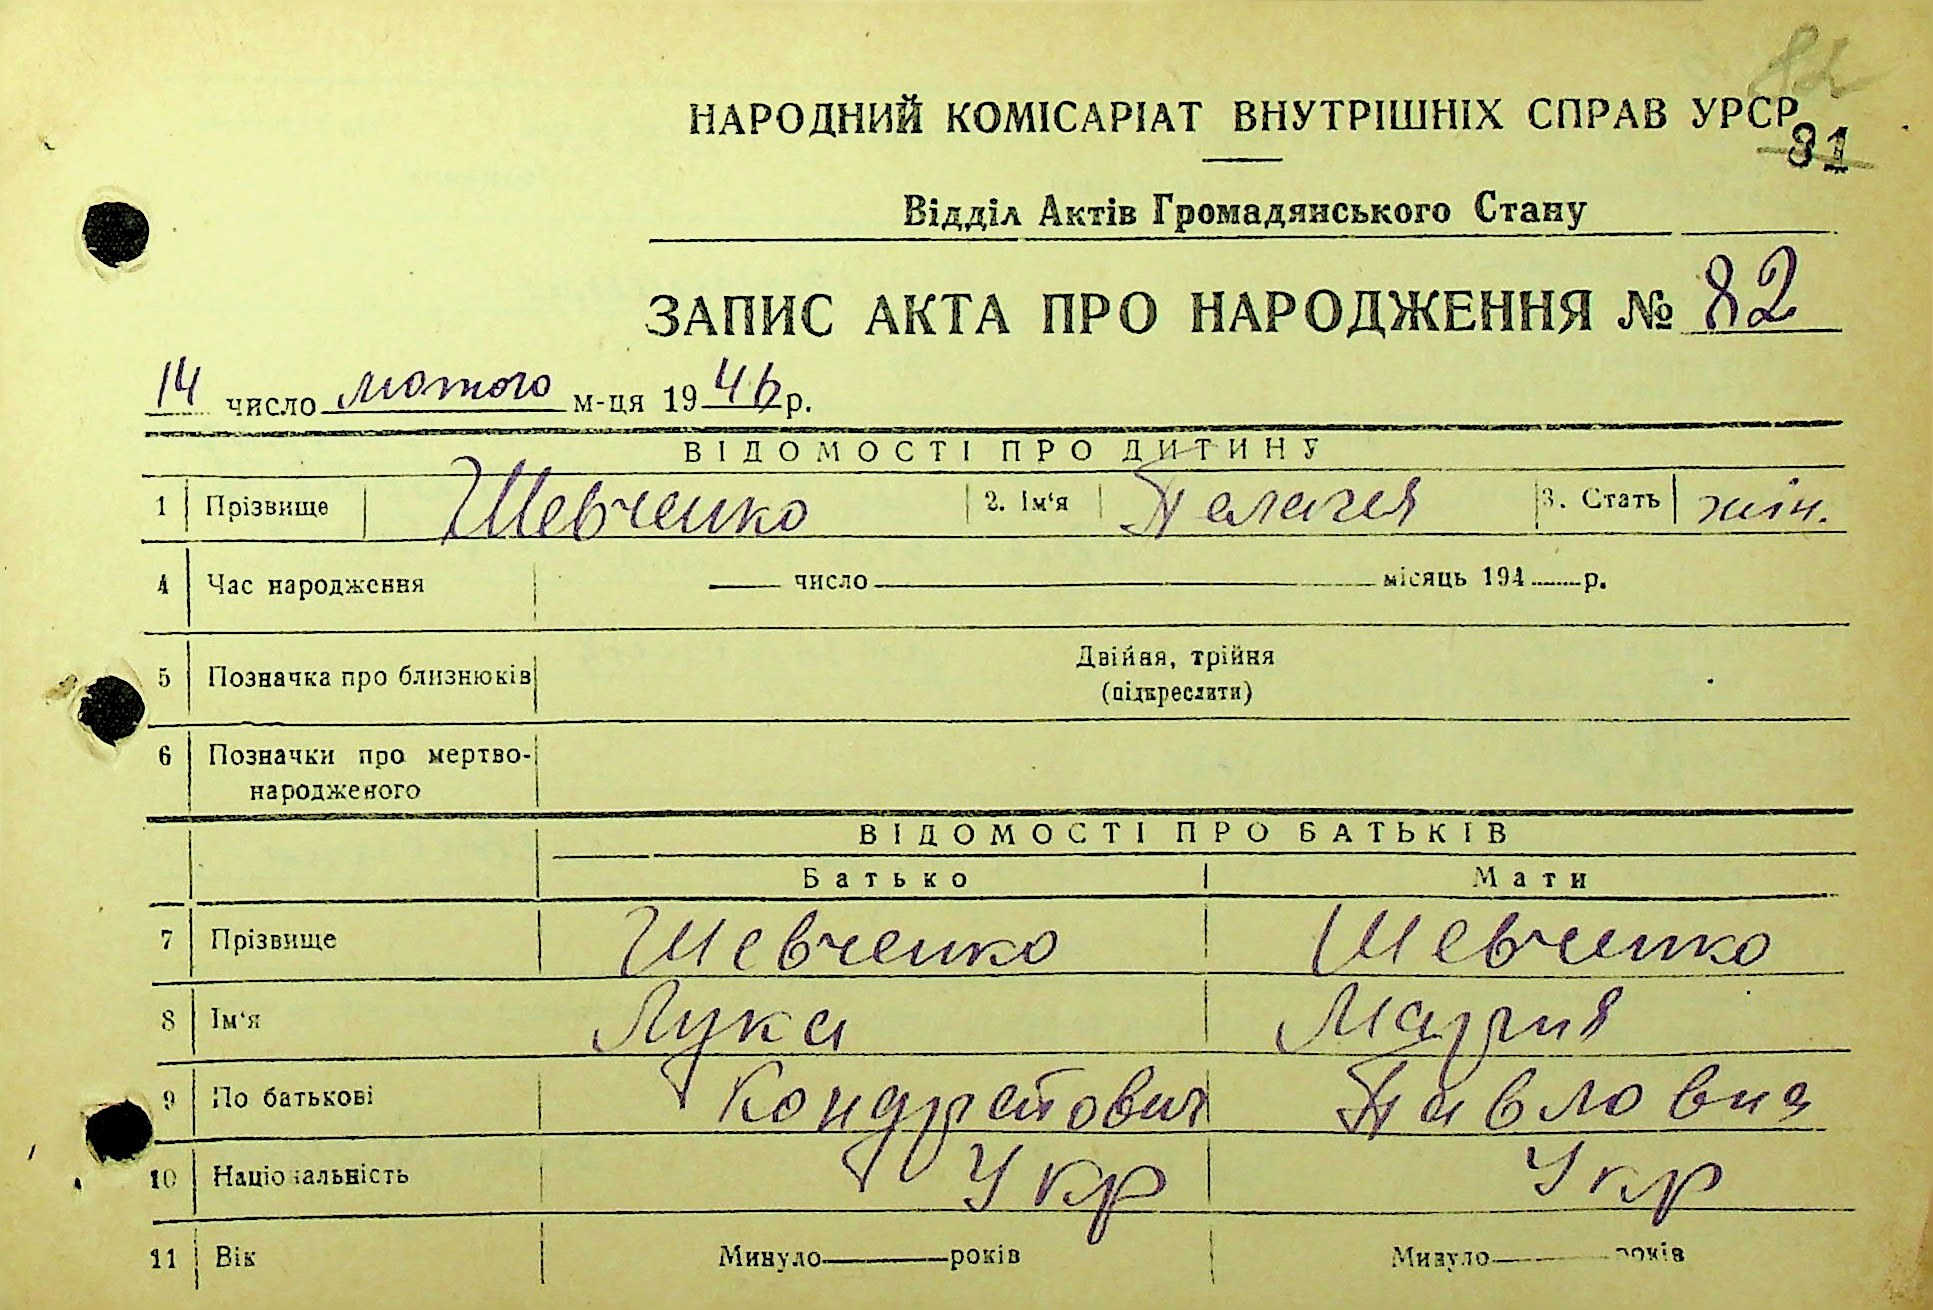 82
НАРОДНИЙ КОМІСАРІАТ ВНУТРІШНІХ СПРАВ УРСР
81
Відділ Актів Громадянського Стану
ЗАПИС АКТА ПРО НАРОДЖЕННЯ № 82
14 число лютого м-ця 1946 р.
ВІДОМОСТІ ПРО ДИТИНУ
1 Прізвище Шевченко 2. Ім'я Пелагея 3. Стать жін.
4 Час народження число місяць 194 р.
5 Позначка про близнюків Двійня, трійня
(підкреслити)
6 Позначки про мертво-
народженого
ВІДОМОСТІ ПРО БАТЬКІВ
Батько Мати
7 Прізвище Шевченко Шевченко
8 Ім'я Лука Мария
9 По батькові Кондратович Павловна
10 Національність Укр Укр
11 Вік Минуло років Минуло років